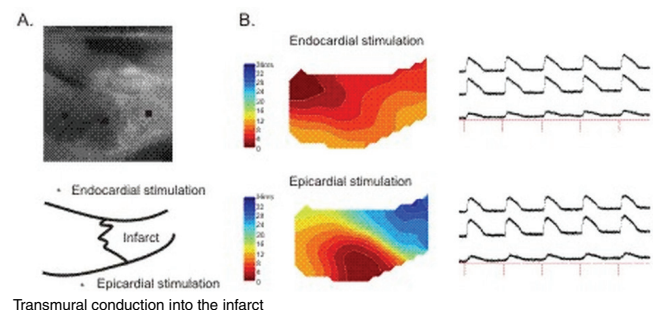 A.
B.
Endocardial stimulation
36ms
32
28
24
20
16
12
8
4
0
Endocardial stimulation
Infarct
Epicardial stimulation
Epicardial stimulation
36ms
32
28
24
20
16
12
8
4
0
Transmural conduction into the infarct